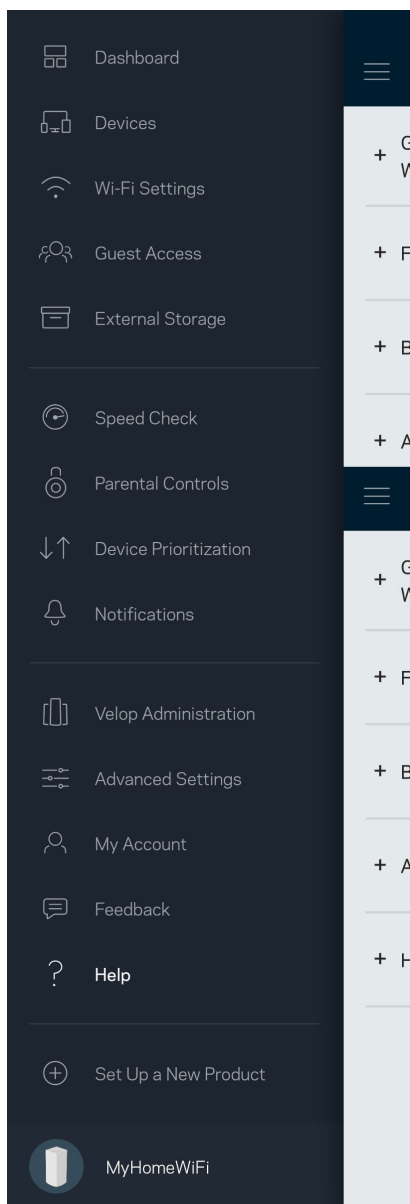 Dashboard
Devices
Wi-Fi Settings
Guest Access
External Storage
Speed Check
Parental Controls
Device Prioritization
Notifications
Velop Administration
Advanced Settings
My Account
Feedback
Help
Set Up a New Product
MyHomeWiFi